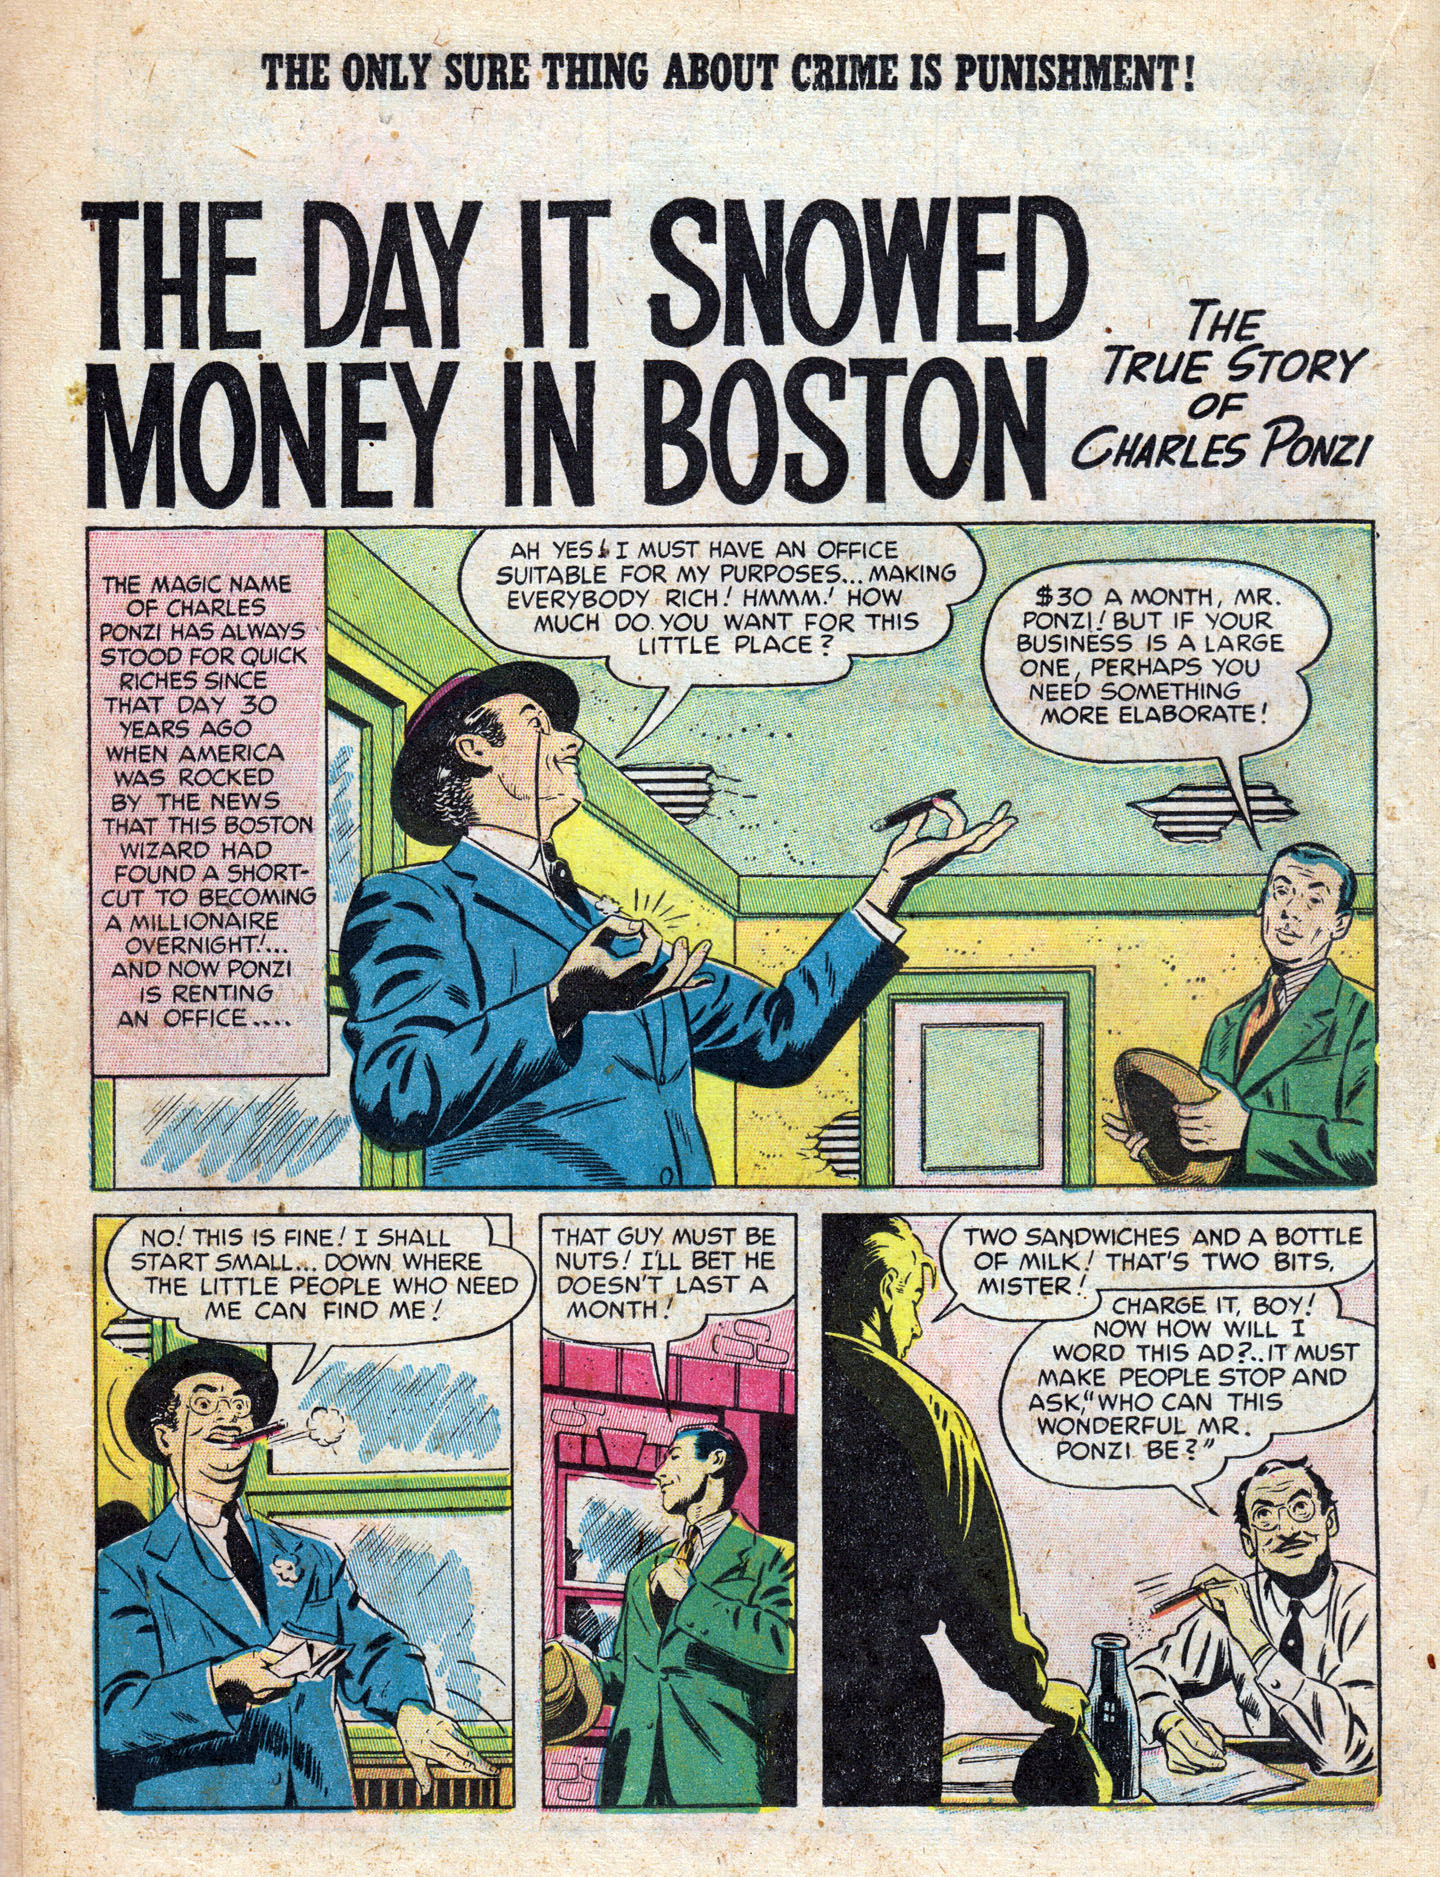 THE ONLY SURE THING ABOUT CRIME IS PUNISHMENT!
THE DAY IT SNOWED
MONEY IN BOSTON
THE
TRUE STORY
OF
CHARLES PONZI
THE MAGIC NAME
OF CHARLES
PONZI HAS ALWAYS
STOOD FOR QUICK
RICHES SINCE
THAT DAY 30
YEARS AGO
WHEN AMERICA
WAS ROCKED
BY THE NEWS
THAT THIS BOSTON
WIZARD HAD
FOUND A SHORT-
CUT TO BECOMING
A MILLIONAIRE
OVERNIGHT!...
AND NOW PONZI
IS RENTING
AN OFFICE....
AH YES! I MUST HAVE AN OFFICE
SUITABLE FOR MY PURPOSES... MAKING
EVERYBODY RICH! HMMM! HOW
MUCH DO YOU WANT FOR THIS
LITTLE PLACE?
$30 A MONTH, MR.
PONZI! BUT IF YOUR
BUSINESS IS A LARGE
ONE, PERHAPS YOU
NEED SOMETHING
MORE ELABORATE!
NO! THIS IS FINE! I SHALL
START SMALL... DOWN WHERE
THE LITTLE PEOPLE WHO NEED
ME CAN FIND ME!
THAT GUY MUST BE
NUTS! I'LL BET HE
DOESN'T LAST A
MONTH!
TWO SANDWICHES AND A BOTTLE
OF MILK! THAT'S TWO BITS,
MISTER!
CHARGE IT, BOY!
NOW HOW WILL I
WORD THIS AD?..IT MUST
MAKE PEOPLE STOP AND
ASK, "WHO CAN THIS
WONDERFUL MR.
PONZI BE?"